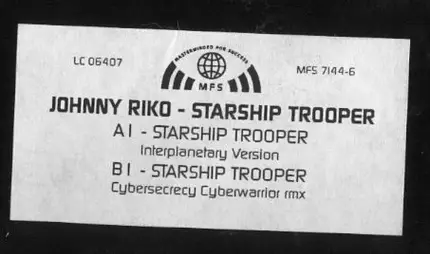 MASTERMINDED FOR SUCCESS
MFS
LC 06407
MFS 7144-6
JOHNNY RIKO - STARSHIP TROOPER
A1 - STARSHIP TROOPER
Interplanetary Version
B1 - STARSHIP TROOPER
Cybersecrecy Cyberwarrior rmx